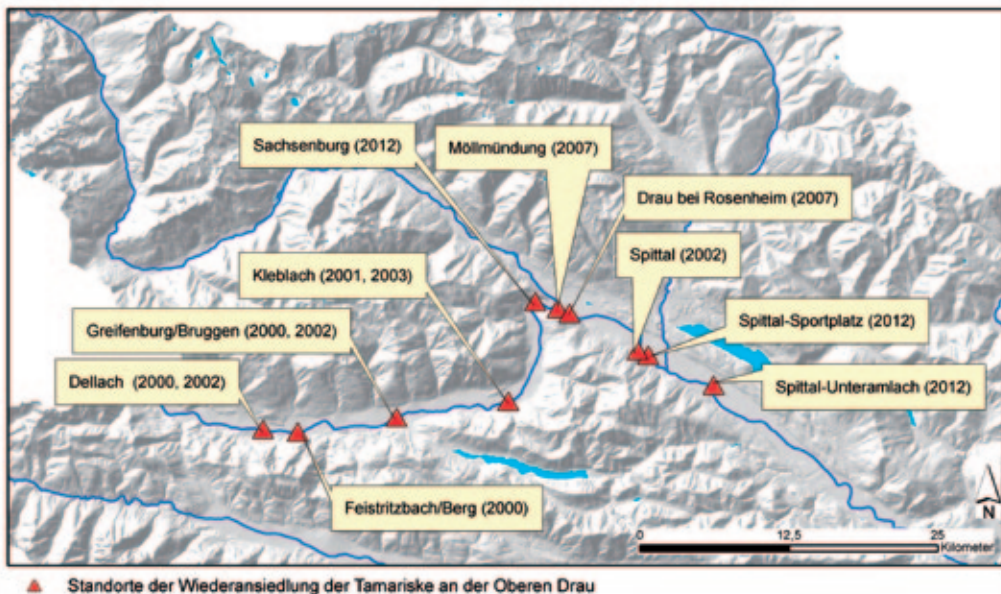 Sachsenburg (2012)
Möllmündung (2007)
Drau bei Rosenheim (2007)
Spittal (2002)
Kleblach (2001, 2003)
Spittal-Sportplatz (2012)
Greifenburg/Bruggen (2000, 2002)
Dellach (2000, 2002)
Spittal-Unteramlach (2012)
Feistritzbach/Berg (2000)
N
0 12,5 25
Kilometer
Standorte der Wiederansiedlung der Tamariske an der Oberen Drau